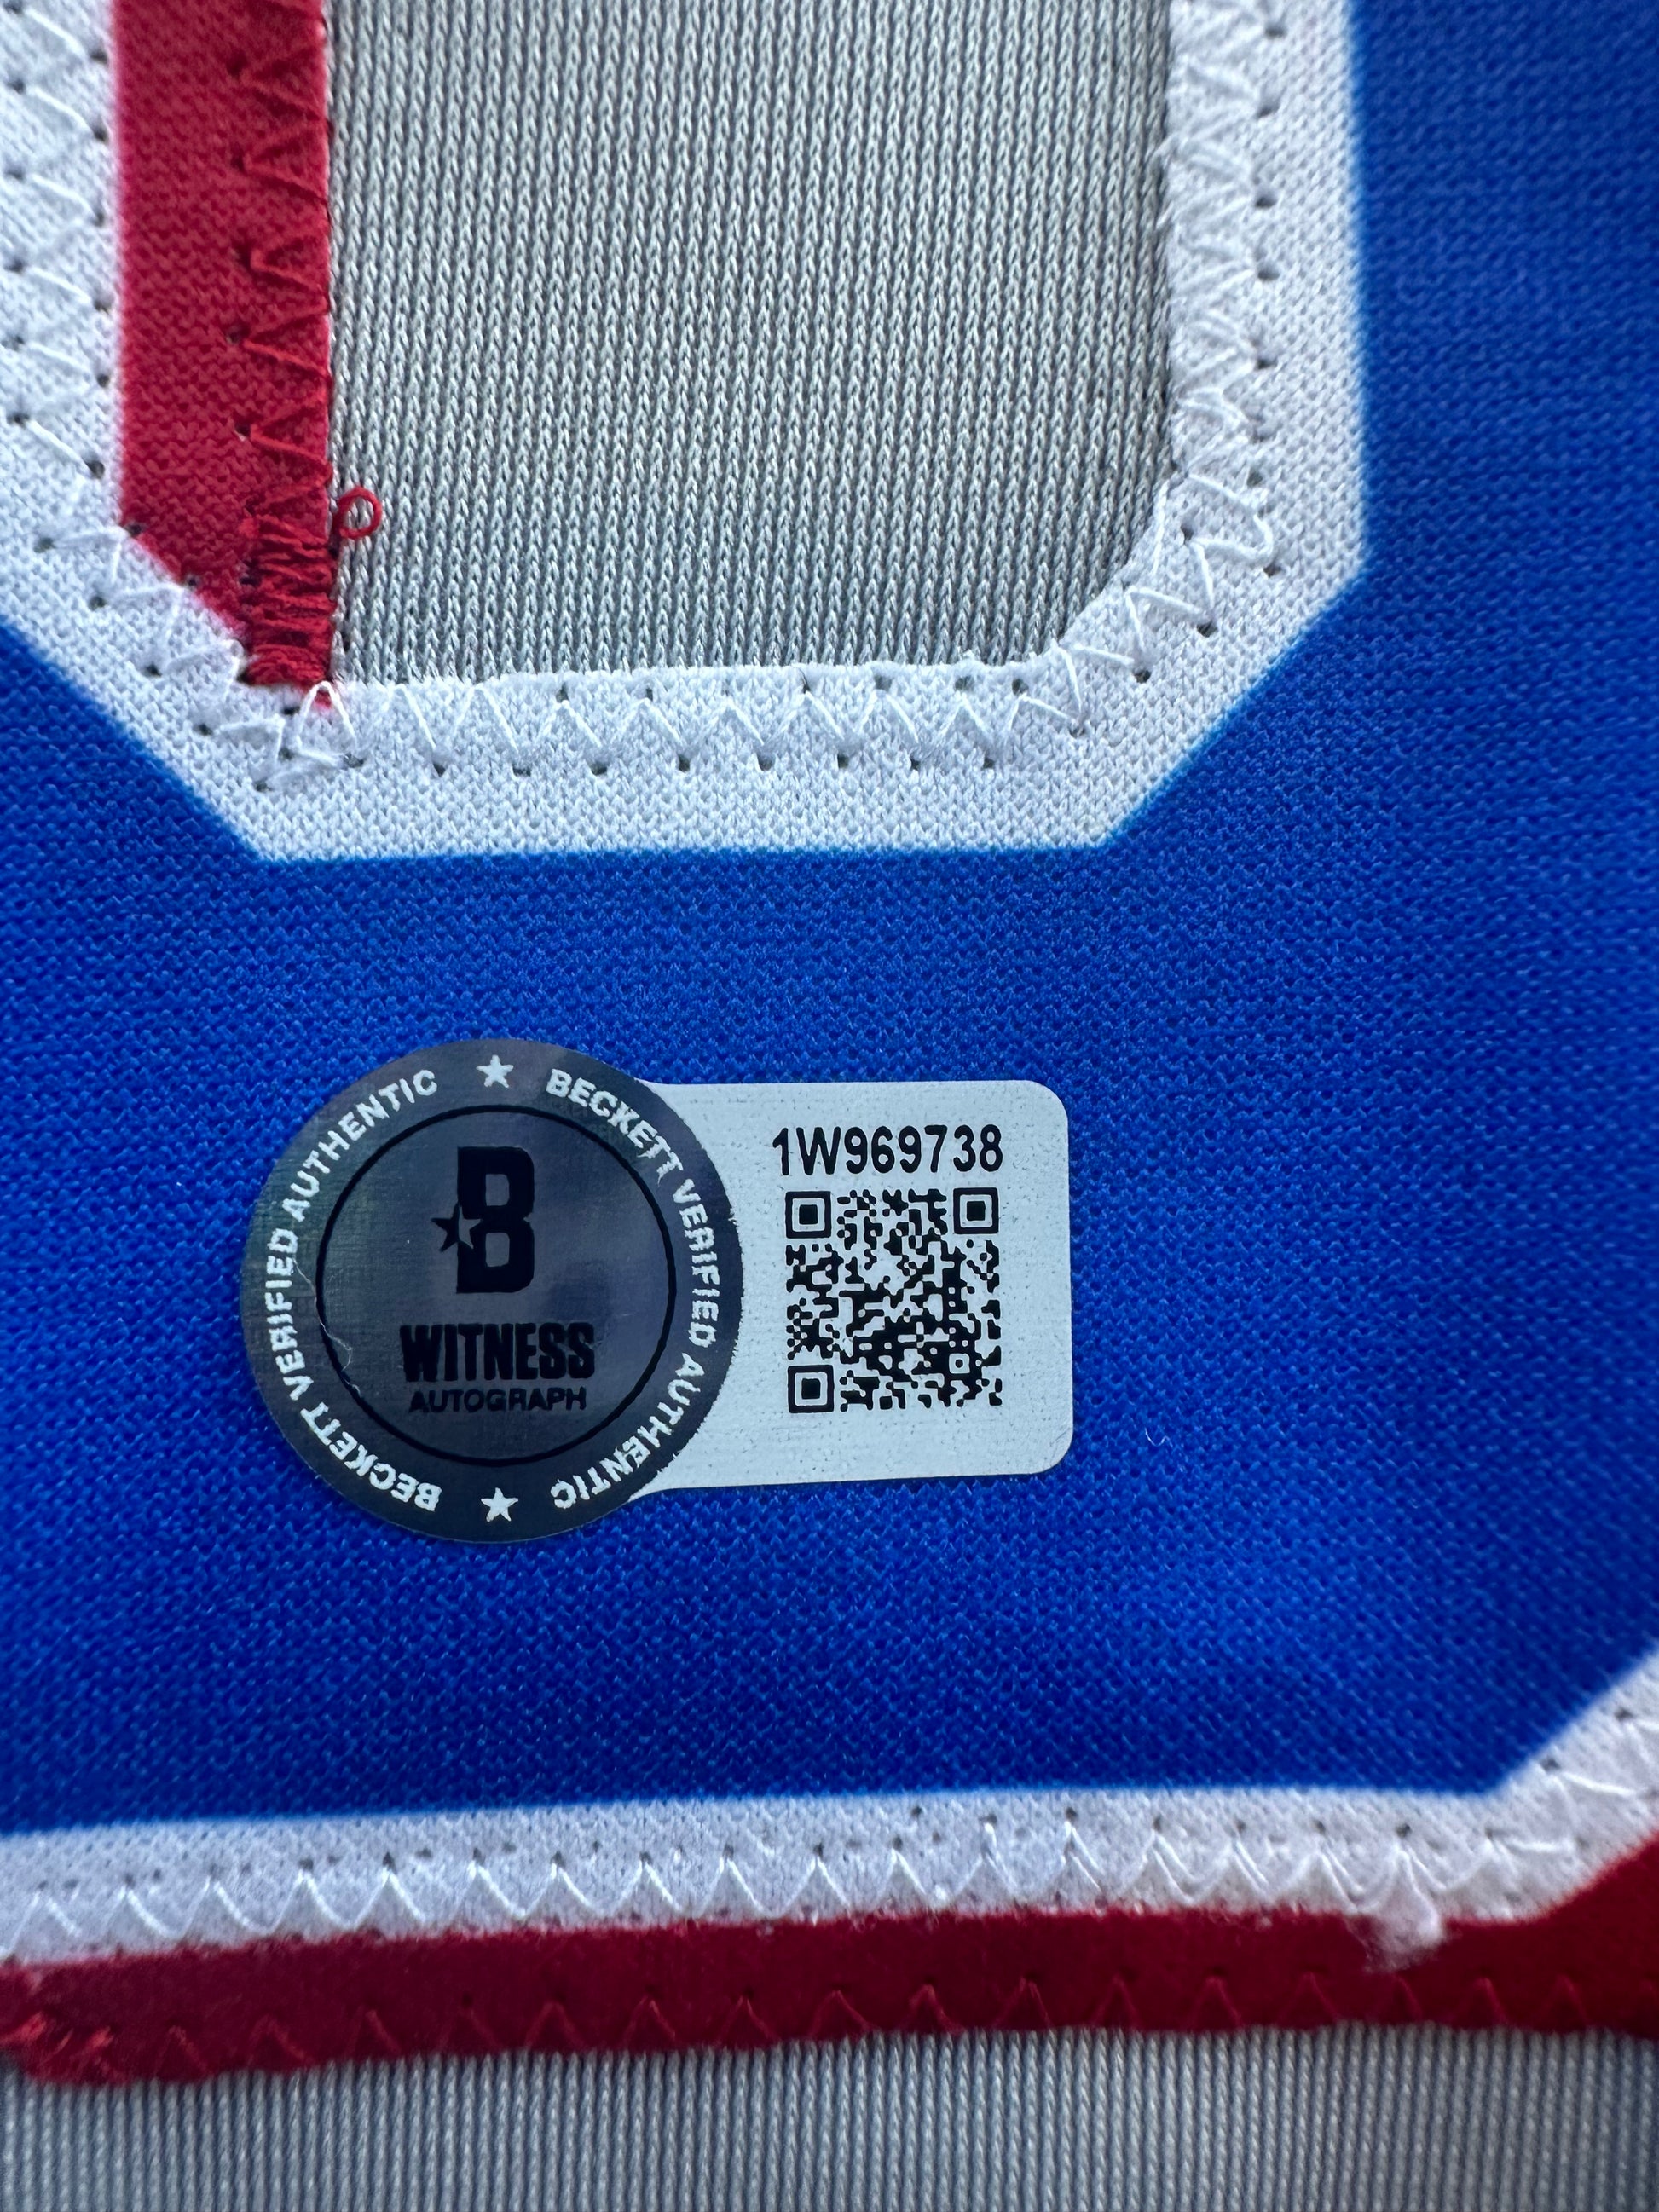 BECKETT VERIFIED AUTHENTIC ★ BECKETT VERIFIED AUTHENTIC ★
B
WITNESS
AUTOGRAPH
1W969738